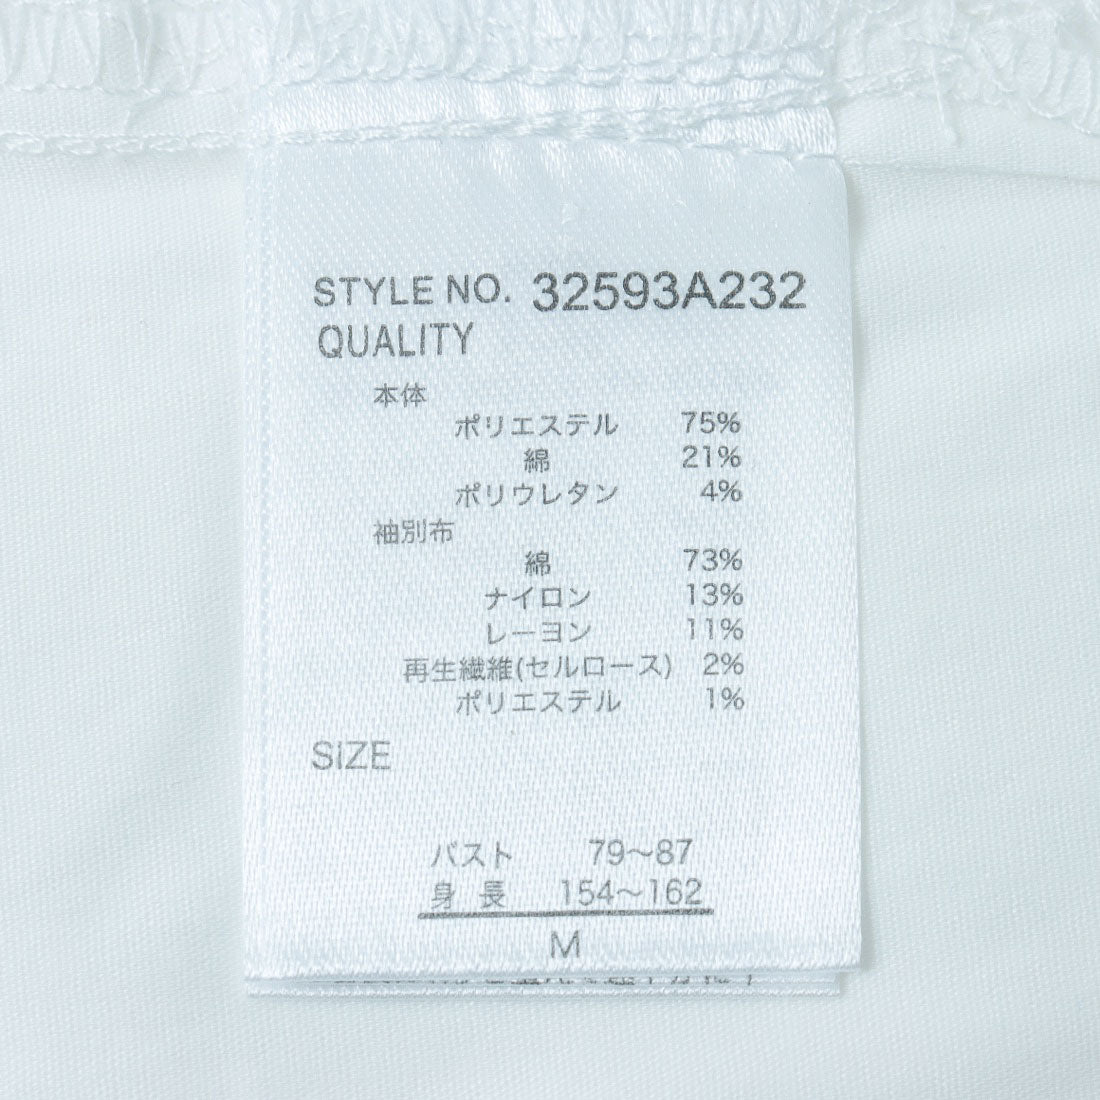 STYLE NO. 32593A232
QUALITY
本体
ポリエステル 75%
綿 21%
ポリウレタン 4%
袖別布
綿 73%
ナイロン 13%
レーヨン 11%
再生繊維(セルロース) 2%
ポリエステル 1%
SIZE
バスト 79~87
身長 154~162
M